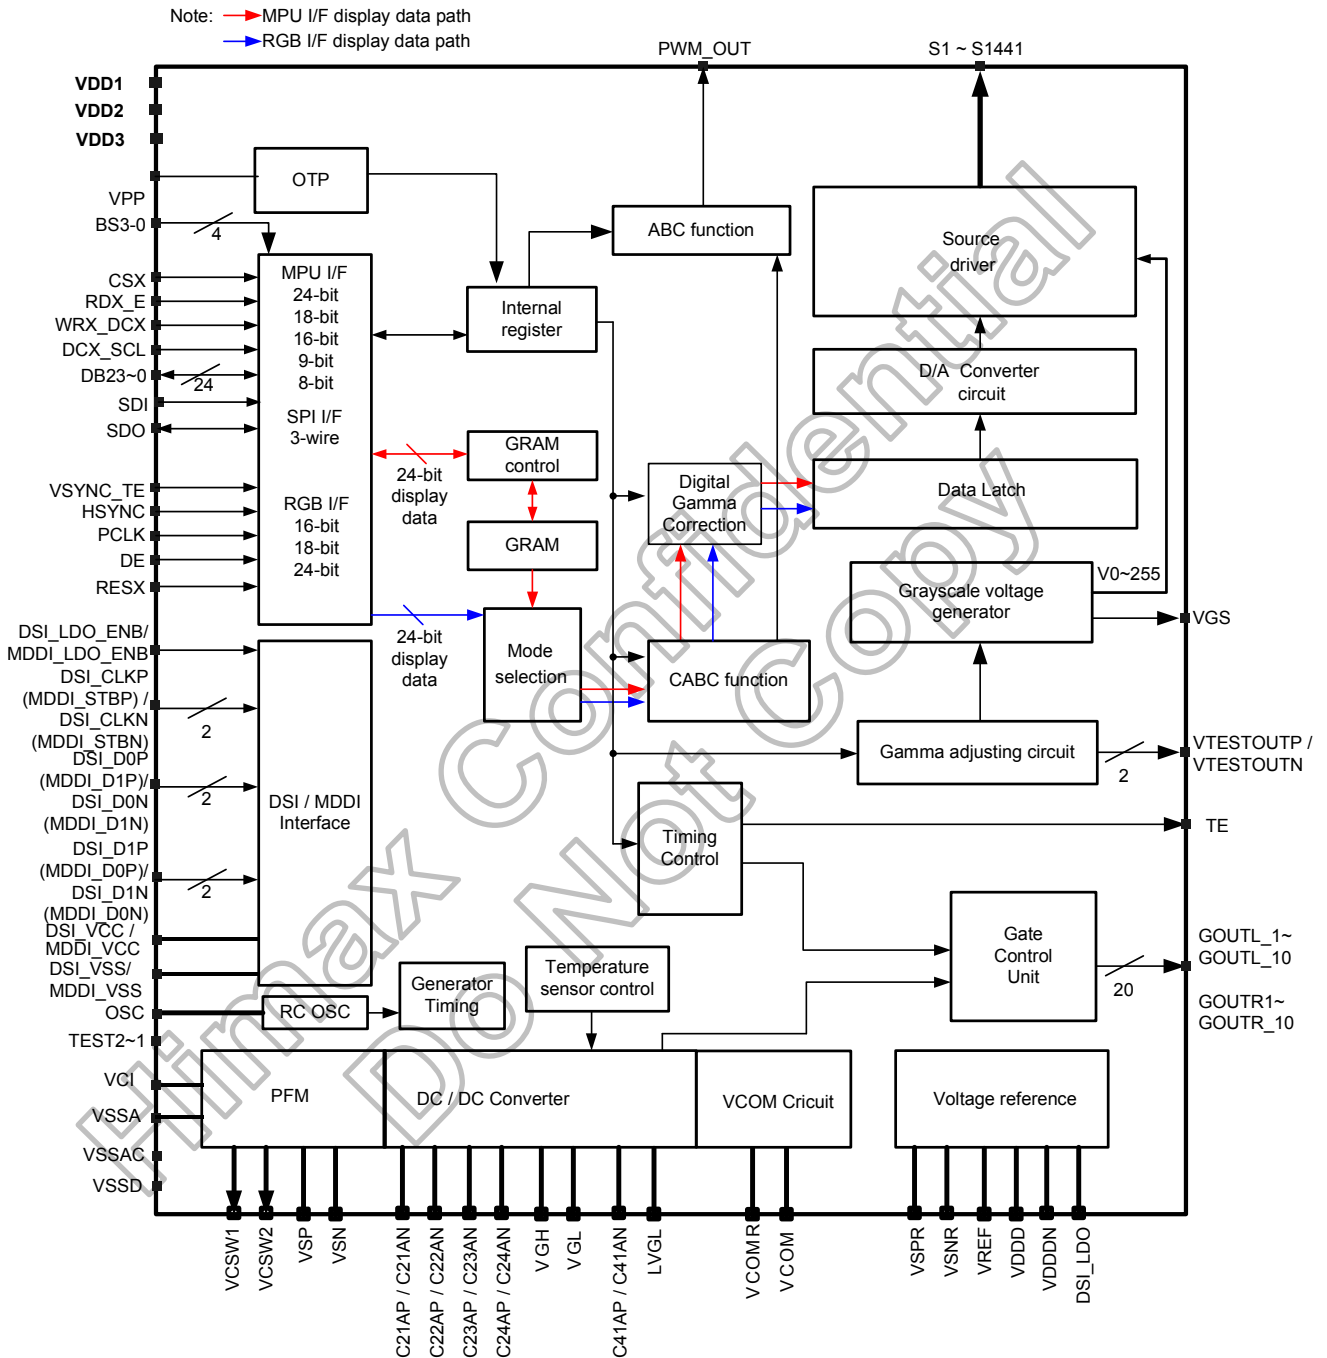 Note: MPU I/F display data path
RGB I/F display data path
PWM_OUT
S1 ~ S1441
VDD1
VDD2
VDD3
VPP
BS3-0
4
CSX
RDX_E
WRX_DCX
DCX_SCL
DB23~0
24
SDI
SDO
VSYNC_TE
HSYNC
PCLK
DE
RESX
DSI_LDO_ENB/
MDDI_LDO_ENB
DSI_CLKP
(MDDI_STBP) /
DSI_CLKN
(MDDI_STBN)
2
DSI_D0P
(MDDI_D1P)/
DSI_D0N
(MDDI_D1N)
2
DSI_D1P
(MDDI_D0P)/
DSI_D1N
(MDDI_D0N)
2
DSI_VCC /
MDDI_VCC
DSI_VSS/
MDDI_VSS
OSC
TEST2~1
VCI
VSSA
VSSAC
VSSD
OTP
MPU I/F
24-bit
18-bit
16-bit
9-bit
8-bit
SPI I/F
3-wire
RGB I/F
16-bit
18-bit
24-bit
DSI / MDDI
Interface
RC OSC
Generator
Timing
Temperature
sensor control
Internal
register
24-bit
display
data
GRAM
control
GRAM
24-bit
display
data
Mode
selection
ABC function
Digital
Gamma
Correction
CABC function
Timing
Control
Source
driver
D/A Converter
circuit
Data Latch
Grayscale voltage
generator
V0~255
Gamma adjusting circuit
2
Gate
Control
Unit
20
VGS
VTESTOUTP /
VTESTOUTN
TE
GOUTL_1~
GOUTL_10
GOUTR1~
GOUTR_10
PFM
DC / DC Converter
VCOM Cricuit
Voltage reference
VCSW1
VCSW2
VSP
VSN
C21AP / C21AN
C22AP / C22AN
C23AP / C23AN
C24AP / C24AN
VGH
VGL
C41AP / C41AN
LVGL
VCOMR
VCOM
VSPR
VSNR
VREF
VDDD
VDDDN
DSI_LDO
Himax Confidential
Do Not Copy